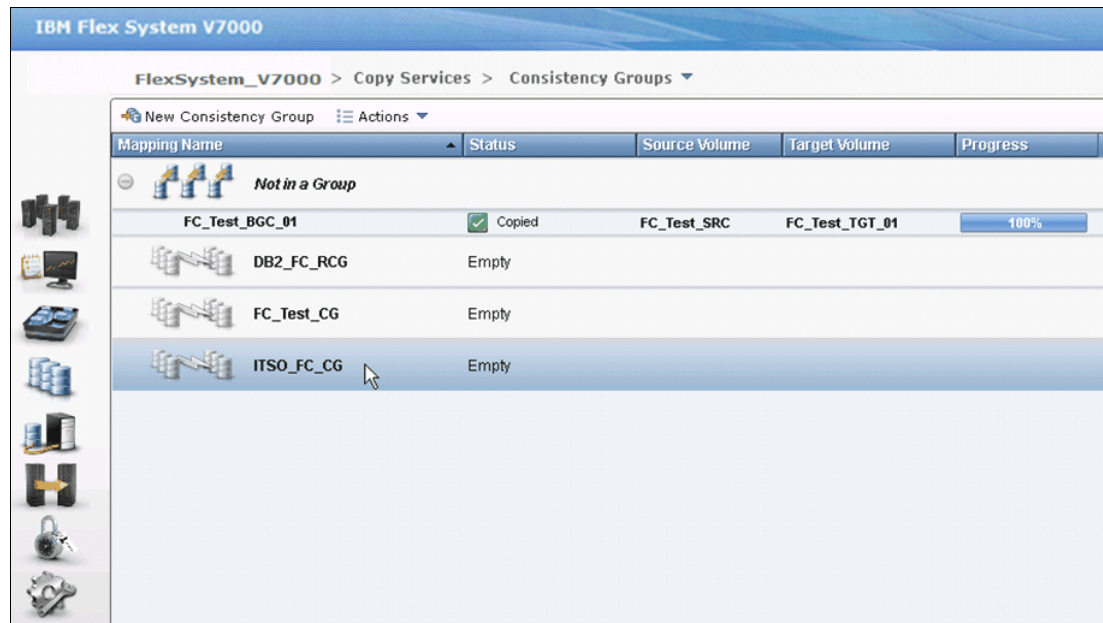 IBM Flex System V7000
FlexSystem_V7000 > Copy Services > Consistency Groups
New Consistency Group Actions
Mapping Name Status Source Volume Target Volume Progress
Not in a Group
FC_Test_BGC_01 Copied FC_Test_SRC FC_Test_TGT_01 100%
DB2_FC_RCG Empty
FC_Test_CG Empty
ITSO_FC_CG Empty